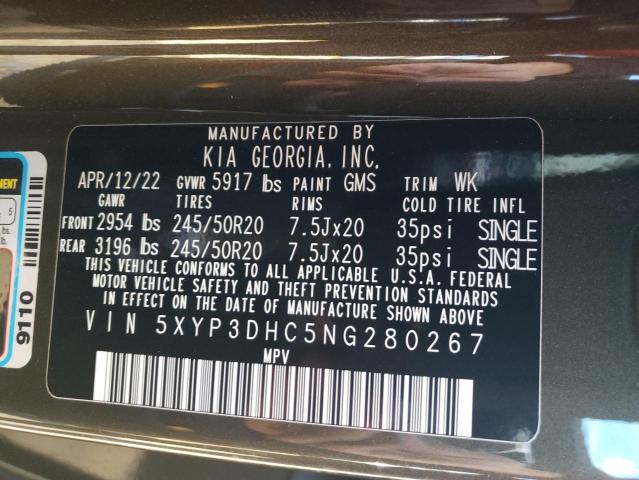 MANUFACTURED BY
KIA GEORGIA, INC,
APR/12/22 GVWR 5917 lbs PAINT GMS TRIM WK
GAWR TIRES RIMS COLD TIRE INFL
FRONT 2954 lbs 245/50R20 7.5Jx20 35psi SINGLE
REAR 3196 lbs 245/50R20 7.5Jx20 35psi SINGLE
THIS VEHICLE CONFORMS TO ALL APPLICABLE U.S.A. FEDERAL
MOTOR VEHICLE SAFETY AND THEFT PREVENTION STANDARDS
IN EFFECT ON THE DATE OF MANUFACTURE SHOWN ABOVE
VIN 5XYP3DHC5NG280267
MPV
5
lbs.
lb.
9110